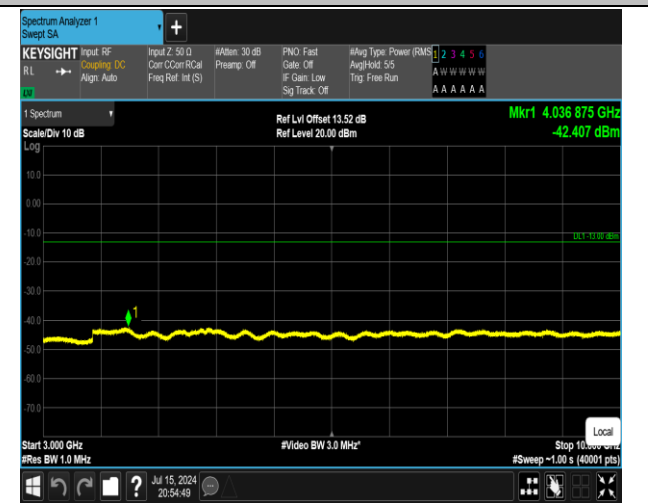 Spectrum Analyzer 1
Swept SA
+
KEYSIGHT Input: RF Input Z: 50 Ω #Atten: 30 dB PNO: Fast #Avg Type: Power (RMS 1 2 3 4 5 6
RL Coupling: DC Corr CCorr RCal Preamp: Off Gate: Off Avg|Hold: 5/5 A W W W W W
Align: Auto Freq Ref: Int (S) IF Gain: Low Trig: Free Run
Sig Track: Off A A A A A A
1 Spectrum Ref Lvl Offset 13.52 dB Mkr1 4.036 875 GHz
Scale/Div 10 dB Ref Level 20.00 dBm -42.407 dBm
Log
10.0
0.00
-10.0
DL1 -13.00 dBm
-20.0
-30.0
-40.0
1
-50.0
-60.0
-70.0
Local
Start 3.000 GHz #Video BW 3.0 MHz* Stop 10.
#Res BW 1.0 MHz #Sweep ~1.00 s (40001 pts)
? Jul 15, 2024
20:54:49